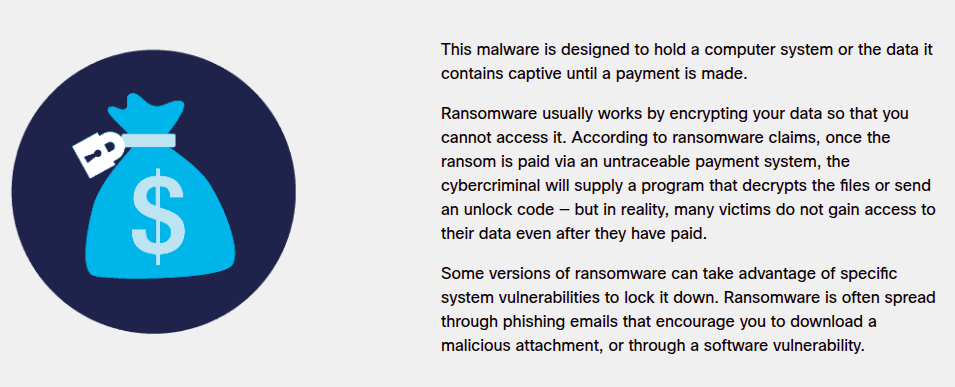 This malware is designed to hold a computer system or the data it
contains captive until a payment is made.
Ransomware usually works by encrypting your data so that you
cannot access it. According to ransomware claims, once the
ransom is paid via an untraceable payment system, the
cybercriminal will supply a program that decrypts the files or send
an unlock code – but in reality, many victims do not gain access to
their data even after they have paid.
Some versions of ransomware can take advantage of specific
system vulnerabilities to lock it down. Ransomware is often spread
through phishing emails that encourage you to download a
malicious attachment, or through a software vulnerability.
$